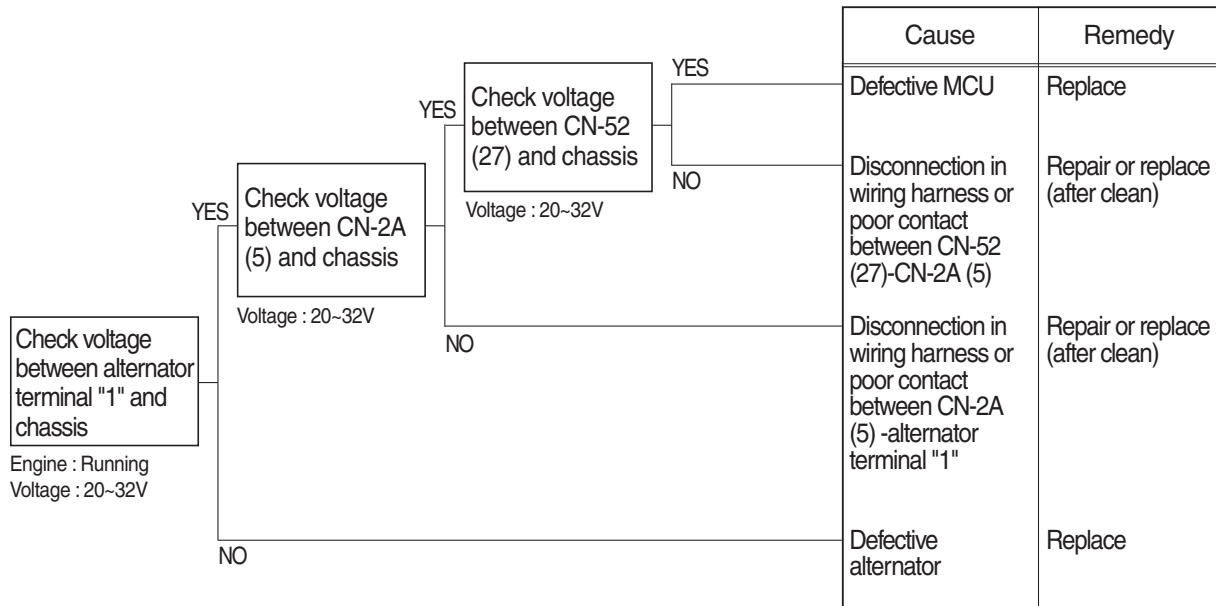 Cause
Remedy
YES
Defective MCU
Replace
Check voltage
between CN-52
(27) and chassis
YES
NO
Disconnection in
wiring harness or
poor contact
between CN-52
(27)-CN-2A (5)
Repair or replace
(after clean)
Voltage : 20~32V
Check voltage
between CN-2A
(5) and chassis
YES
Voltage : 20~32V
NO
Disconnection in
wiring harness or
poor contact
between CN-2A
(5) -alternator
terminal "1"
Repair or replace
(after clean)
Check voltage
between alternator
terminal "1" and
chassis
Engine : Running
Voltage : 20~32V
NO
Defective
alternator
Replace